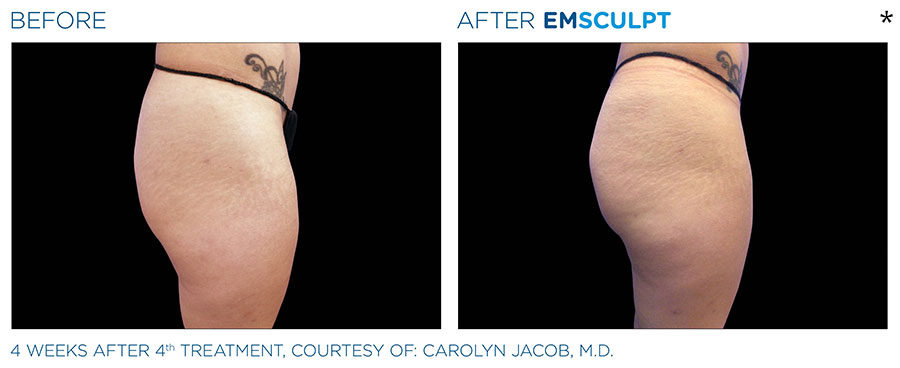 BEFORE
AFTER EMSCULPT
*
4 WEEKS AFTER 4th TREATMENT, COURTESY OF: CAROLYN JACOB, M.D.